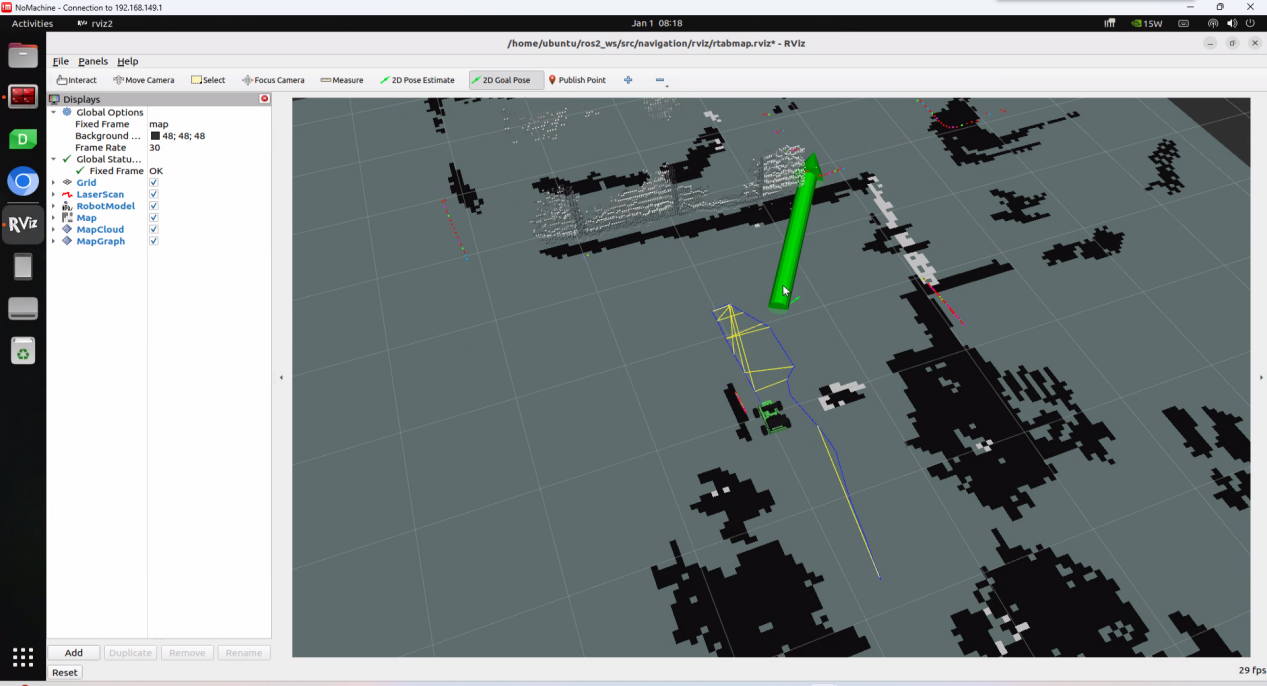 NoMachine - Connection to 192.168.149.1
Activities rviz2 Jan 1 08:18 15W
/home/ubuntu/ros2_ws/src/navigation/rviz/rtabmap.rviz* - RViz
File Panels Help
Interact Move Camera Select Focus Camera Measure 2D Pose Estimate 2D Goal Pose Publish Point
Displays
Global Options
Fixed Frame map
Background ... 48; 48; 48
Frame Rate 30
Global Statu...
Fixed Frame OK
Grid
LaserScan
RobotModel
Map
MapCloud
MapGraph
D
RViz
Add Duplicate Remove Rename
Reset
29 fps